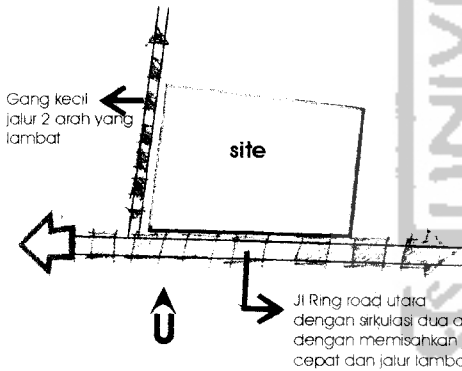 Gang kecil
jalur 2 arah yang
lambat
site
U
Jl Ring road utara
dengan sirkulasi dua a
dengan memisahkan
cepat dan jalur lamba
UNIV